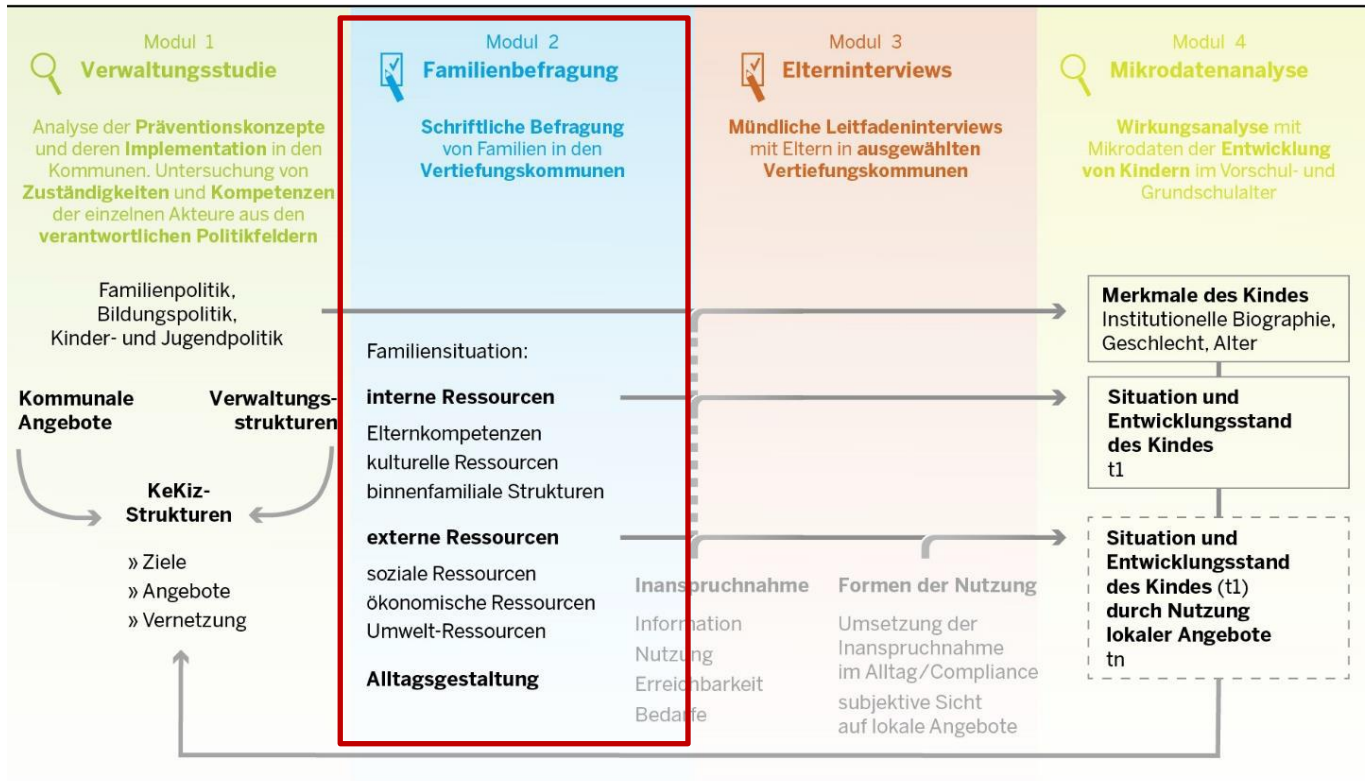 Modul 1
Verwaltungsstudie
Analyse der Präventionskonzepte
und deren Implementation in den
Kommunen. Untersuchung von
Zuständigkeiten und Kompetenzen
der einzelnen Akteure aus den
verantwortlichen Politikfeldern
Familienpolitik,
Bildungspolitik,
Kinder- und Jugendpolitik
Kommunale
Angebote
Verwaltungs-
strukturen
KeKiz-
Strukturen
» Ziele
» Angebote
» Vernetzung
Modul 2
Familienbefragung
Schriftliche Befragung
von Familien in den
Vertiefungskommunen
Familiensituation:
interne Ressourcen
Elternkompetenzen
kulturelle Ressourcen
binnenfamiliale Strukturen
externe Ressourcen
soziale Ressourcen
ökonomische Ressourcen
Umwelt-Ressourcen
Alltagsgestaltung
Modul 3
Elterninterviews
Mündliche Leitfadeninterviews
mit Eltern in ausgewählten
Vertiefungskommunen
Inanspruchnahme
Information
Nutzung
Erreichbarkeit
Bedarfe
Formen der Nutzung
Umsetzung der
Inanspruchnahme
im Alltag/Compliance
subjektive Sicht
auf lokale Angebote
Modul 4
Mikrodatenanalyse
Wirkungsanalyse mit
Mikrodaten der Entwicklung
von Kindern im Vorschul- und
Grundschulalter
Merkmale des Kindes
Institutionelle Biographie,
Geschlecht, Alter
Situation und
Entwicklungsstand
des Kindes
t1
Situation und
Entwicklungsstand
des Kindes (t1)
durch Nutzung
lokaler Angebote
tn